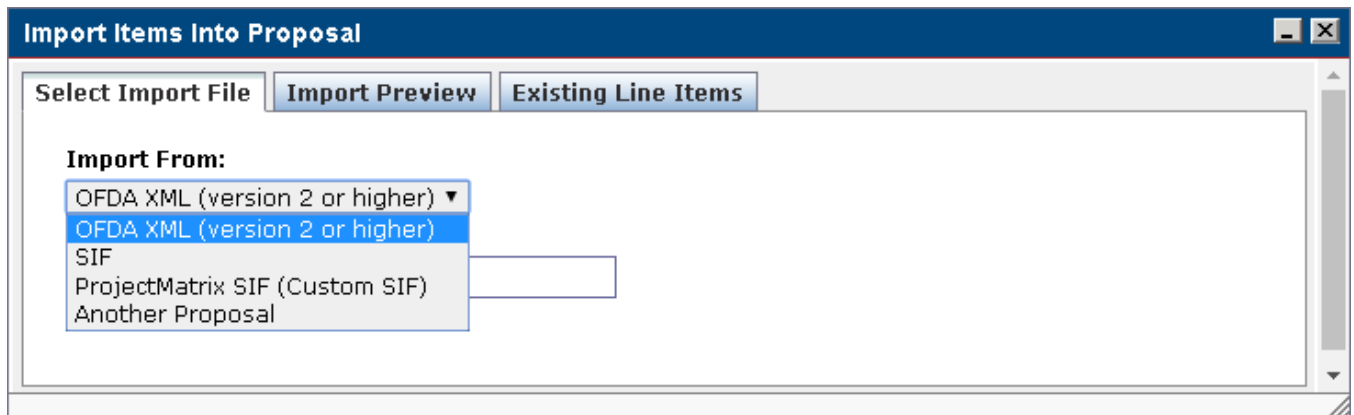 Import Items Into Proposal
Select Import File Import Preview Existing Line Items
Import From:
OFDA XML (version 2 or higher)
OFDA XML (version 2 or higher)
SIF
ProjectMatrix SIF (Custom SIF)
Another Proposal